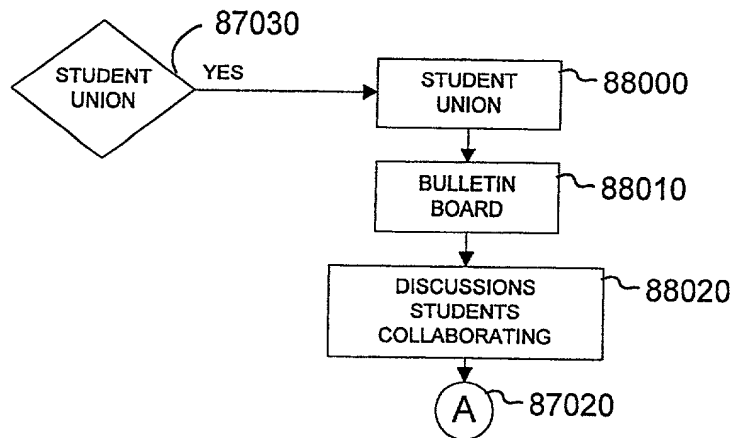 87030
STUDENT
UNION
YES
STUDENT
UNION
88000
BULLETIN
BOARD
88010
DISCUSSIONS
STUDENTS
COLLABORATING
88020
A
87020